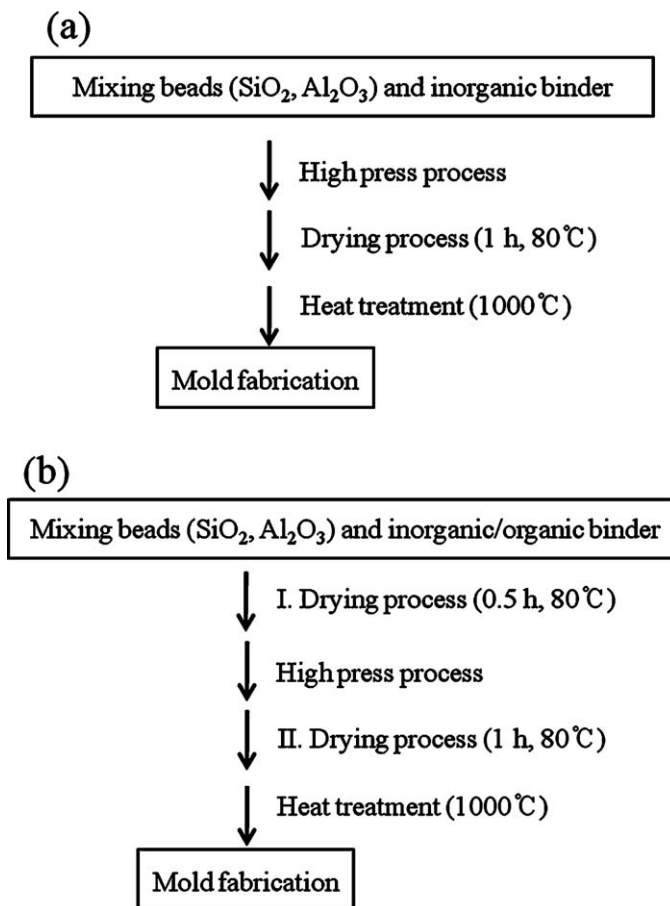 (a)
Mixing beads (SiO₂, Al₂O₃) and inorganic binder
High press process
Drying process (1 h, 80℃)
Heat treatment (1000℃)
Mold fabrication
(b)
Mixing beads (SiO₂, Al₂O₃) and inorganic/organic binder
I. Drying process (0.5 h, 80℃)
High press process
II. Drying process (1 h, 80℃)
Heat treatment (1000℃)
Mold fabrication